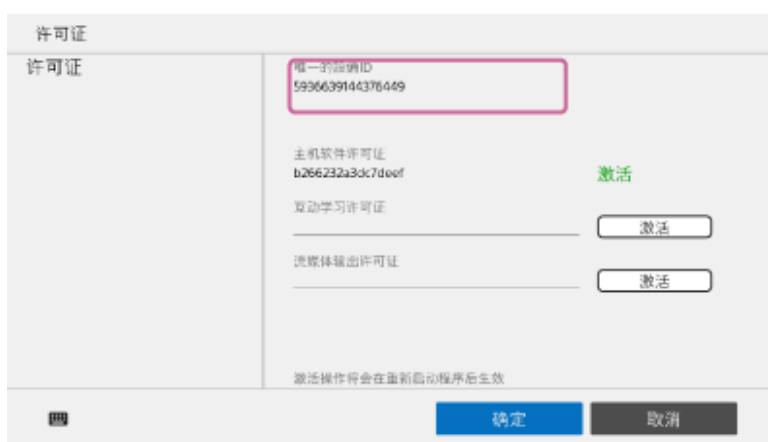 许可证
许可证
唯一的設備ID
5936639144376449
主机软件许可证
b266232a3dc7deef
激活
互动学习许可证
激活
流媒体输出许可证
激活
激活操作将会在重新启动程序后生效
确定
取消